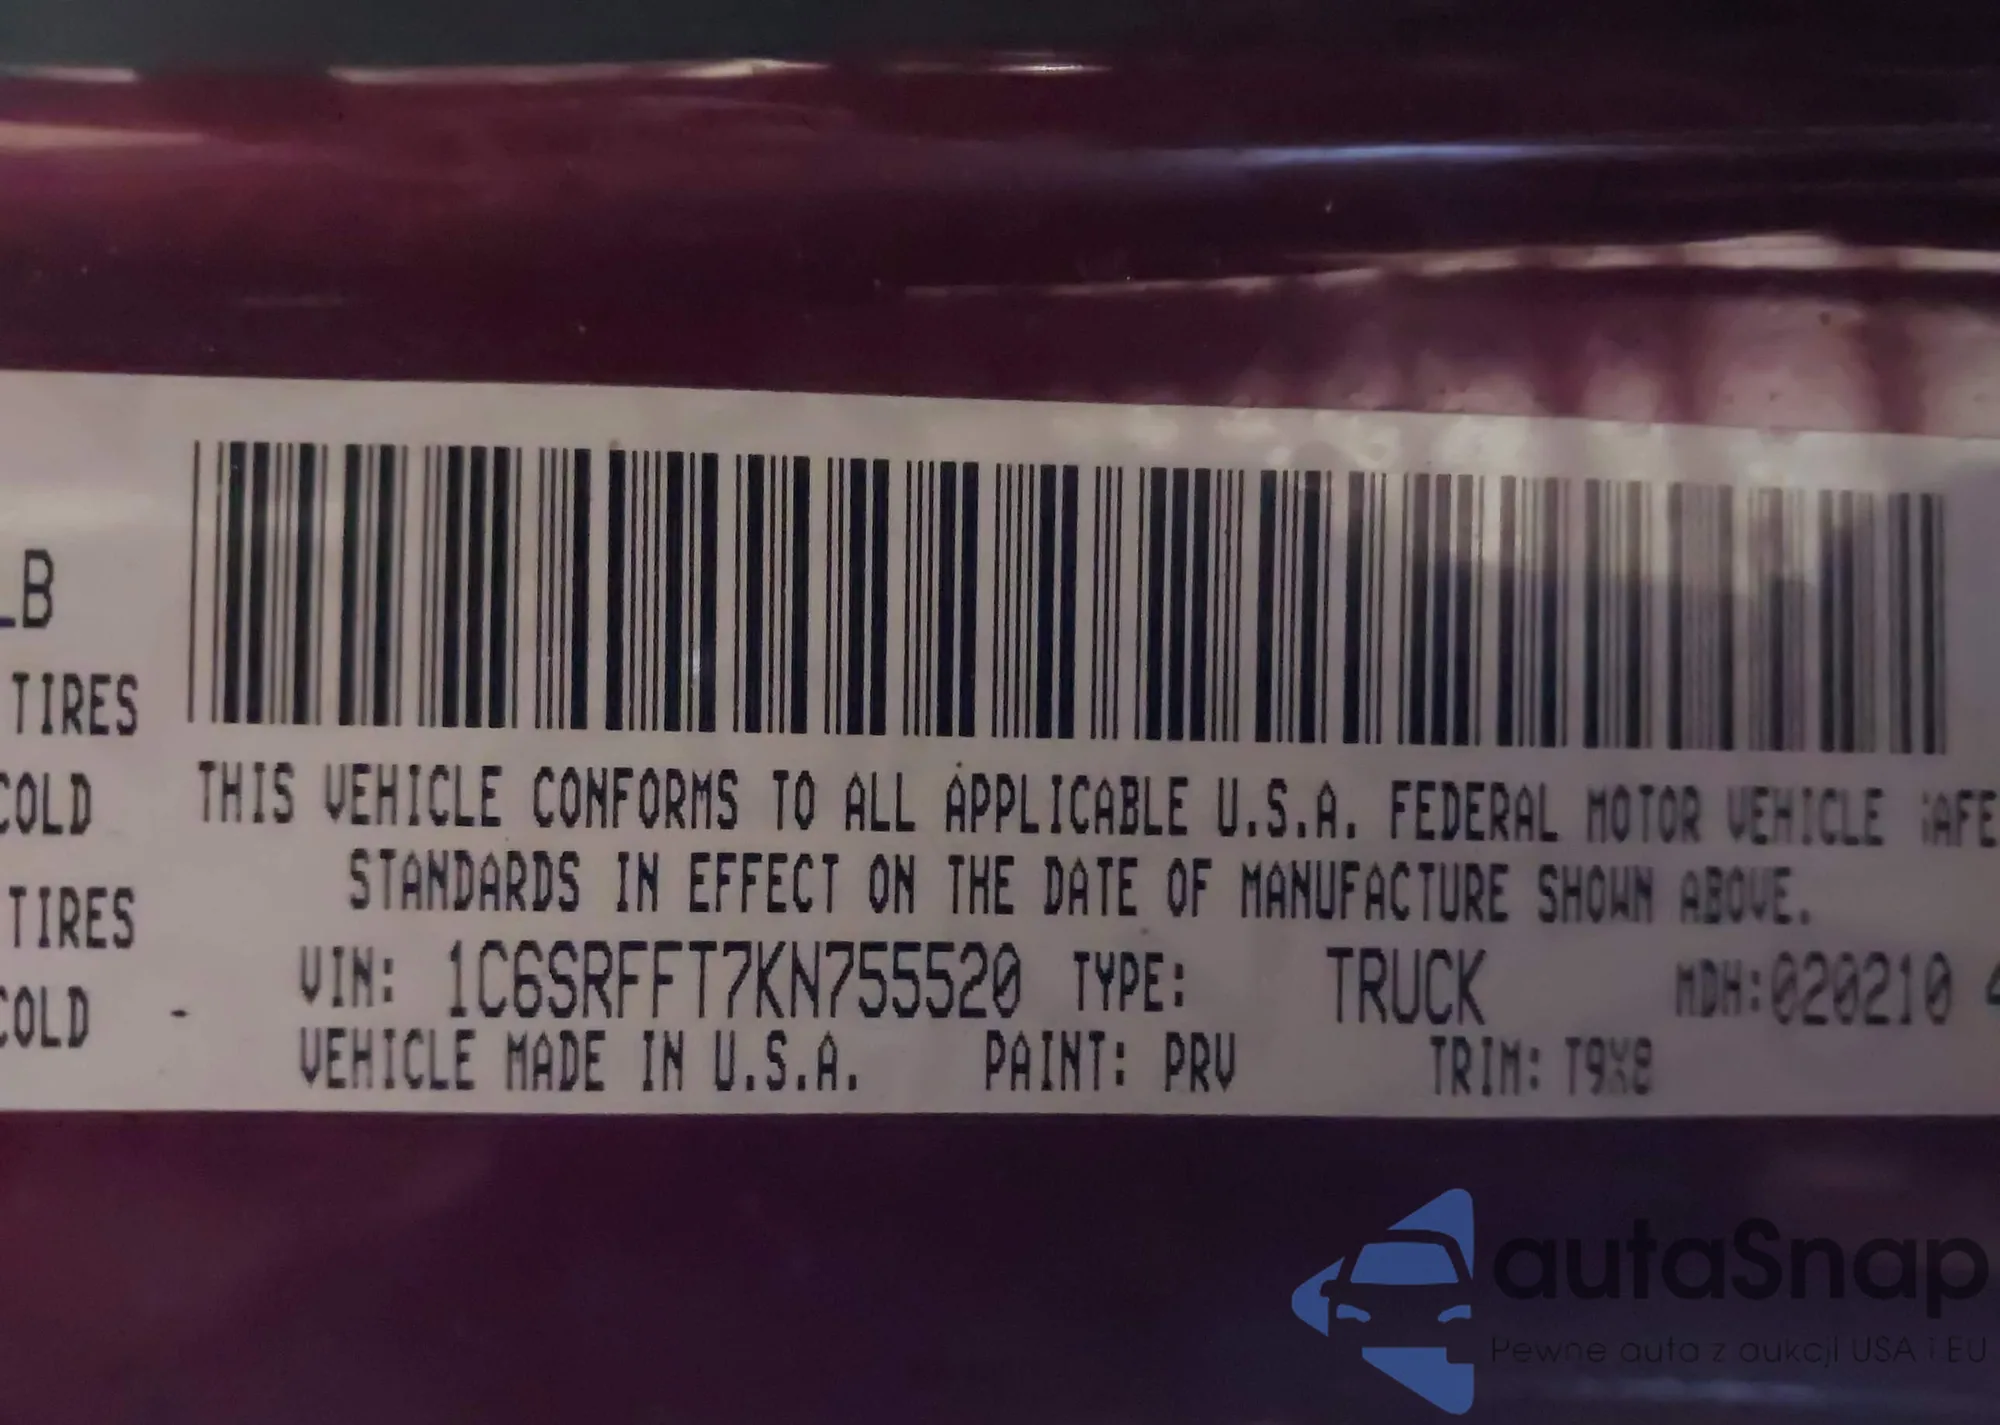 LB
TIRES
COLD
THIS VEHICLE CONFORMS TO ALL APPLICABLE U.S.A. FEDERAL MOTOR VEHICLE SAFE
STANDARDS IN EFFECT ON THE DATE OF MANUFACTURE SHOWN ABOVE.
TIRES
VIN: 1C6SRFFT7KN755520 TYPE: TRUCK MDH:020210 4
COLD -
VEHICLE MADE IN U.S.A. PAINT: PRV TRIM: T9X8
autaSnap
Pewne auta z aukcji USA i EU